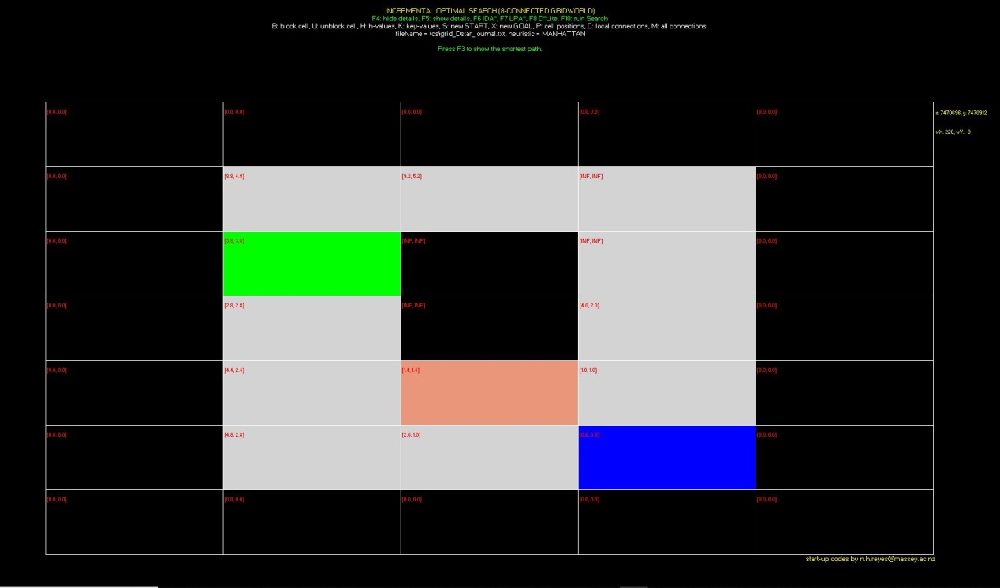 INCREMENTAL OPTIMAL SEARCH (8-CONNECTED GRIDWORLD)
F4: hide details, F5: show details, F6 IDA*, F7 LPA*, F8 D*Lite, F10: run Search
B: block cell, U: unblock cell, H: h-values, K: key-values, S: new START, X: new GOAL, P: cell positions, C: local connections, M: all connections
fileName = tcs\grid_Dstar_journal.txt, heuristic = MANHATTAN
Press F3 to show the shortest path.
[0.0, 0.0] [0.0, 0.0] [0.0, 0.0] [0.0, 0.0] [0.0, 0.0]
x: 7470696, y: 7470912
wX: 220, wY: 0
[0.0, 0.0] [8.8, 4.8] [9.2, 5.2] [INF, INF] [0.0, 0.0]
[0.0, 0.0] [3.8, 3.8] [INF, INF] [INF, INF] [0.0, 0.0]
[0.0, 0.0] [2.8, 2.8] [INF, INF] [4.0, 2.0] [0.0, 0.0]
[0.0, 0.0] [4.4, 2.4] [1.4, 1.4] [1.0, 1.0] [0.0, 0.0]
[0.0, 0.0] [4.8, 2.8] [2.0, 1.0] [0.0, 0.0] [0.0, 0.0]
[0.0, 0.0] [0.0, 0.0] [0.0, 0.0] [0.0, 0.0] [0.0, 0.0]
start-up codes by n.h.reyes@massey.ac.nz